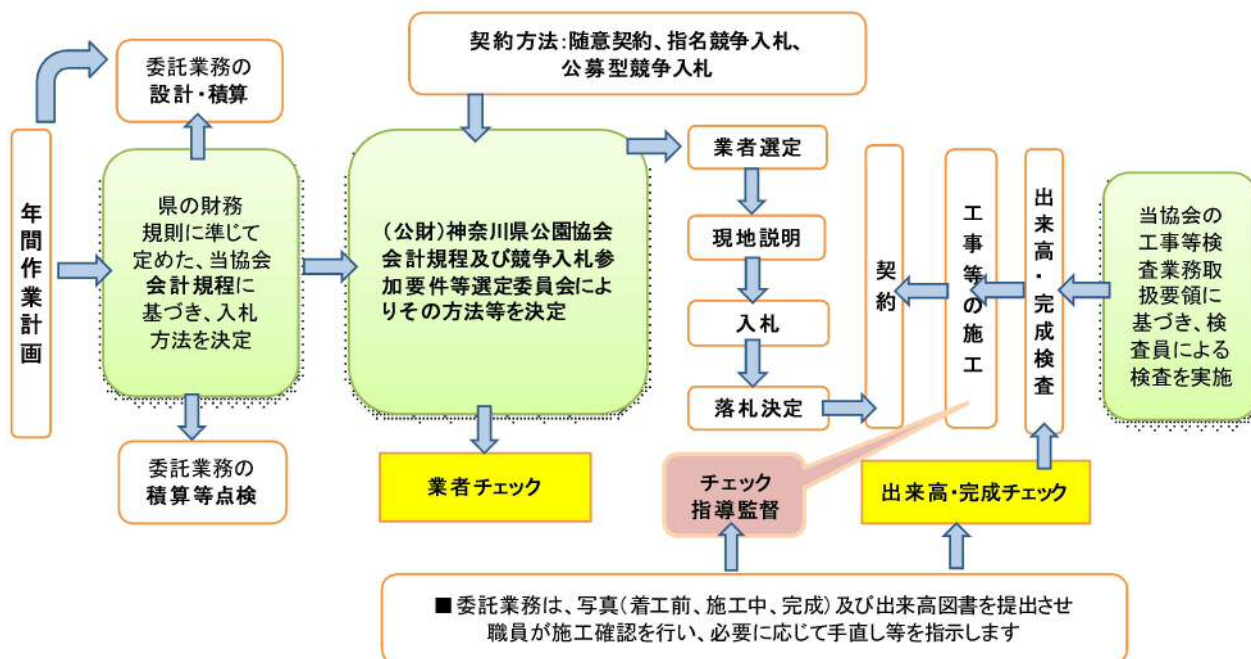 契約方法:随意契約、指名競争入札、
公募型競争入札
委託業務の
設計・積算
年間作業計画
県の財務
規則に準じて
定めた、当協会
会計規程に
基づき、入札
方法を決定
委託業務の
積算等点検
(公財)神奈川県公園協会
会計規程及び競争入札参
加要件等選定委員会によ
りその方法等を決定
業者チェック
業者選定
現地説明
入札
落札決定
契約
工事等の施工
出来高・完成検査
当協会の
工事等検
査業務取
扱要領に
基づき、検
査員による
検査を実施
チェック
指導監督
出来高・完成チェック
■委託業務は、写真(着工前、施工中、完成)及び出来高図書を提出させ
職員が施工確認を行い、必要に応じて手直し等を指示します